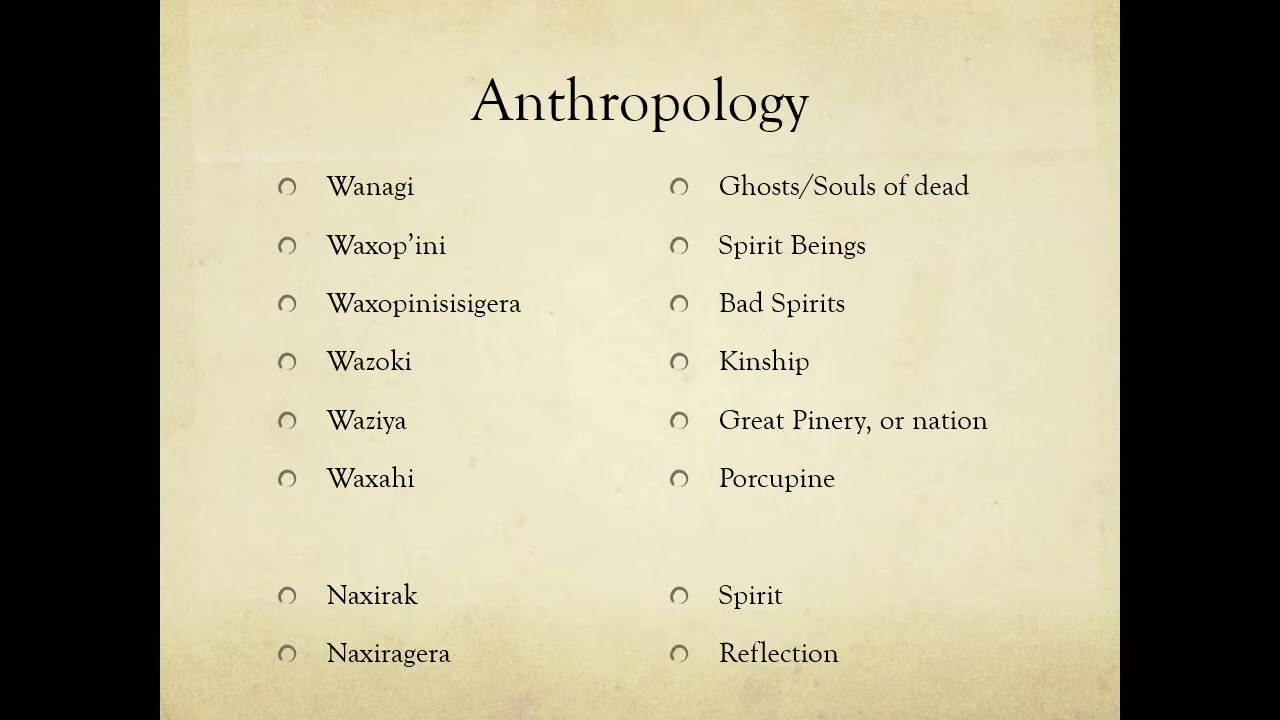 Anthropology
Wanagi
Waxop’ini
Waxopinisisigera
Wazoki
Waziya
Waxahi
Naxirak
Naxiragera
Ghosts/Souls of dead
Spirit Beings
Bad Spirits
Kinship
Great Pinery, or nation
Porcupine
Spirit
Reflection